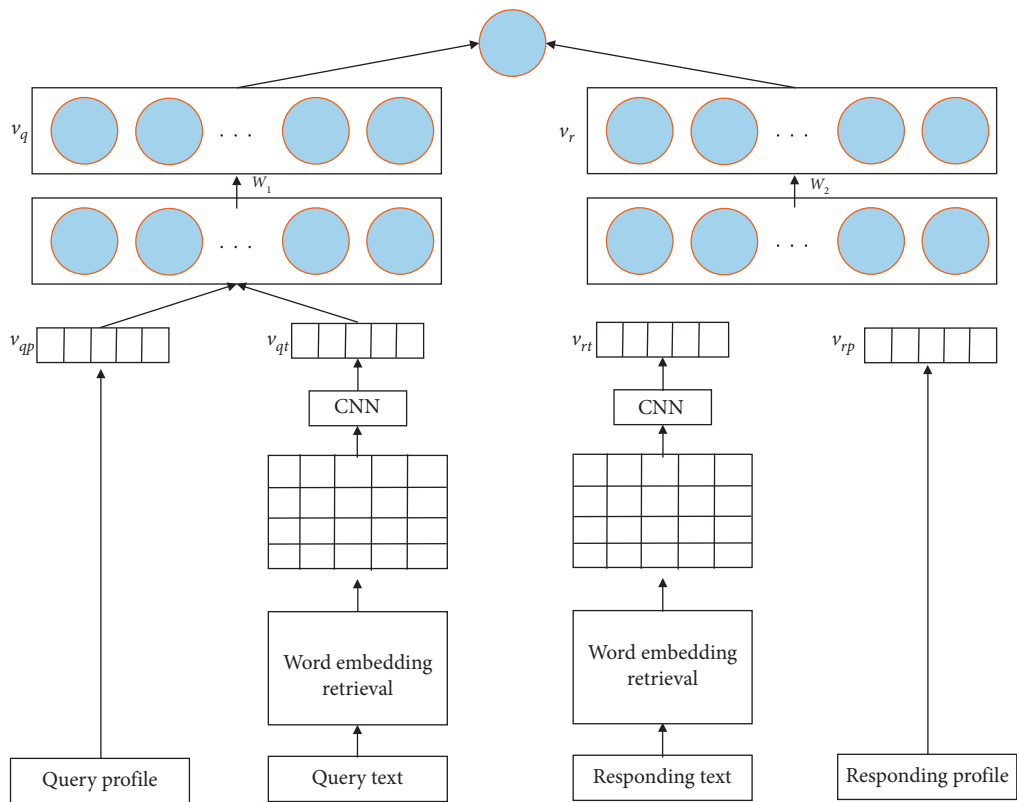 v_q
. . .
v_r
. . .
W_1
W_2
. . .
. . .
v_qp
v_qt
v_rt
v_rp
CNN
CNN
Word embedding
retrieval
Word embedding
retrieval
Query profile
Query text
Responding text
Responding profile